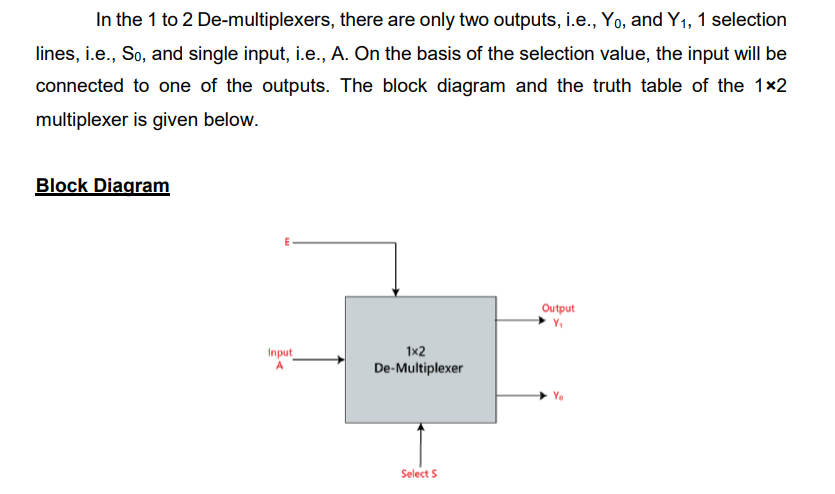 In the 1 to 2 De-multiplexers, there are only two outputs, i.e., Y₀, and Y₁, 1 selection
lines, i.e., S₀, and single input, i.e., A. On the basis of the selection value, the input will be
connected to one of the outputs. The block diagram and the truth table of the 1×2
multiplexer is given below.
Block Diagram
E
Output
Y₁
Input
A
1×2
De-Multiplexer
Y₀
Select S